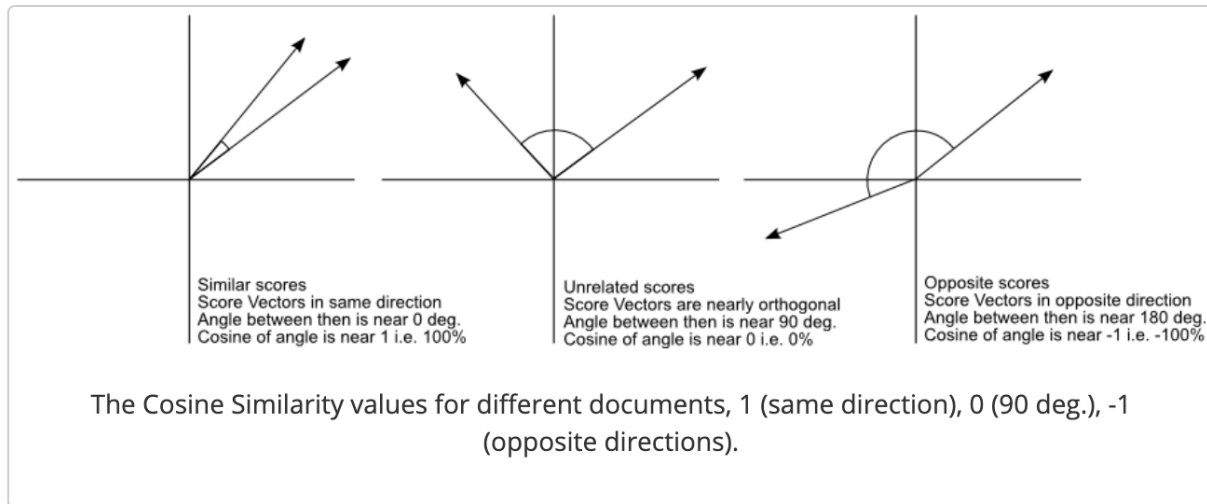 Similar scores
Score Vectors in same direction
Angle between then is near 0 deg.
Cosine of angle is near 1 i.e. 100%
Unrelated scores
Score Vectors are nearly orthogonal
Angle between then is near 90 deg.
Cosine of angle is near 0 i.e. 0%
Opposite scores
Score Vectors in opposite direction
Angle between then is near 180 deg.
Cosine of angle is near -1 i.e. -100%
The Cosine Similarity values for different documents, 1 (same direction), 0 (90 deg.), -1
(opposite directions).